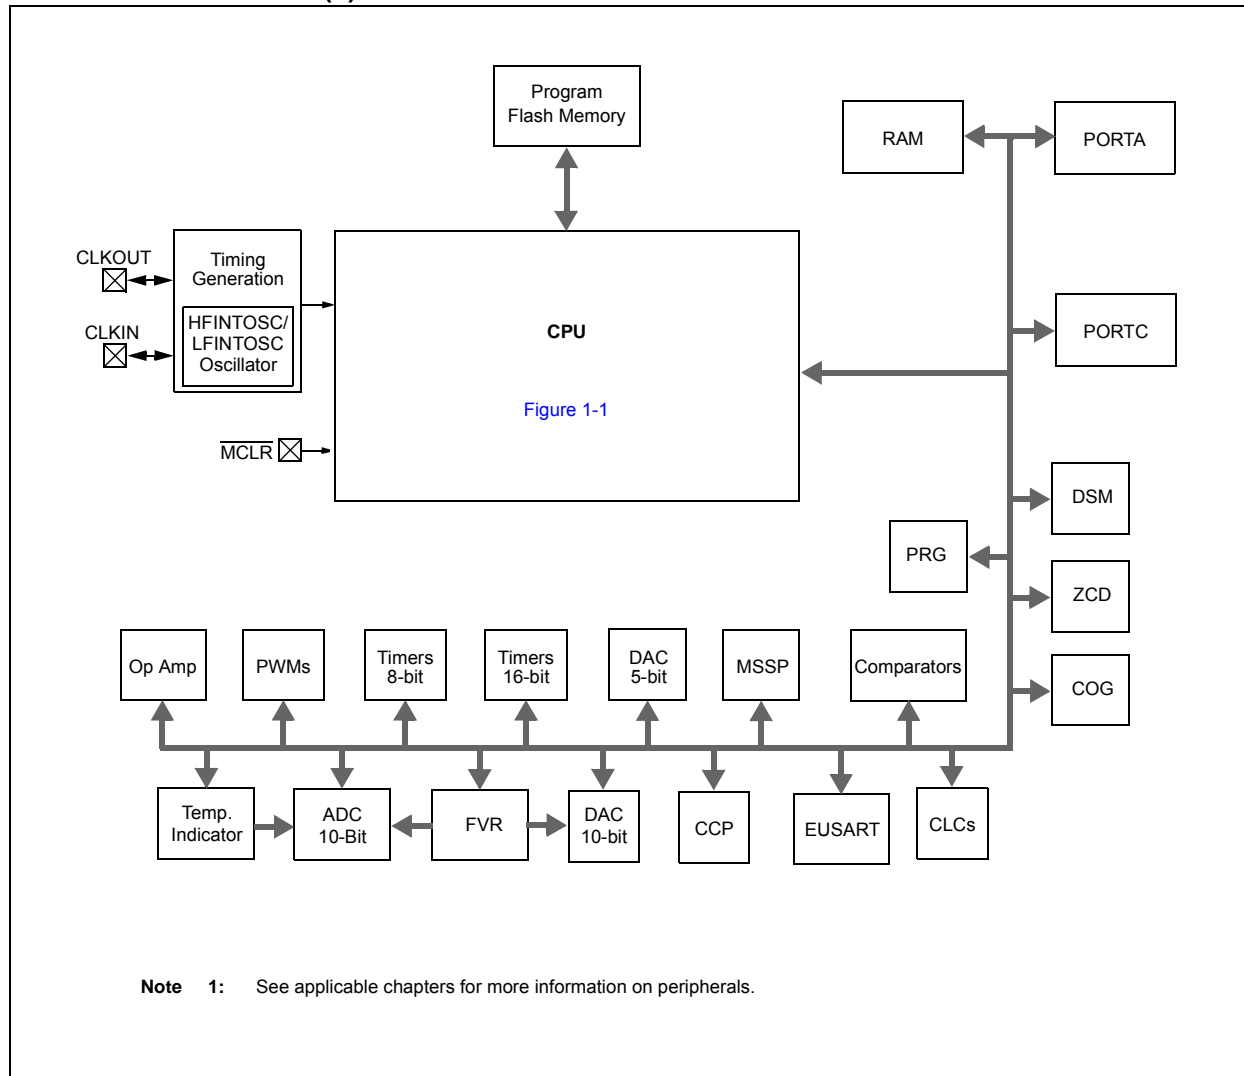 Program
Flash Memory
RAM
PORTA
CLKOUT
Timing
Generation
CLKIN
HFINTOSC/
LFINTOSC
Oscillator
CPU
PORTC
Figure 1-1
MCLR
DSM
PRG
ZCD
COG
Op Amp
PWMs
Timers
8-bit
Timers
16-bit
DAC
5-bit
MSSP
Comparators
Temp.
Indicator
ADC
10-Bit
FVR
DAC
10-bit
CCP
EUSART
CLCs
Note 1: See applicable chapters for more information on peripherals.